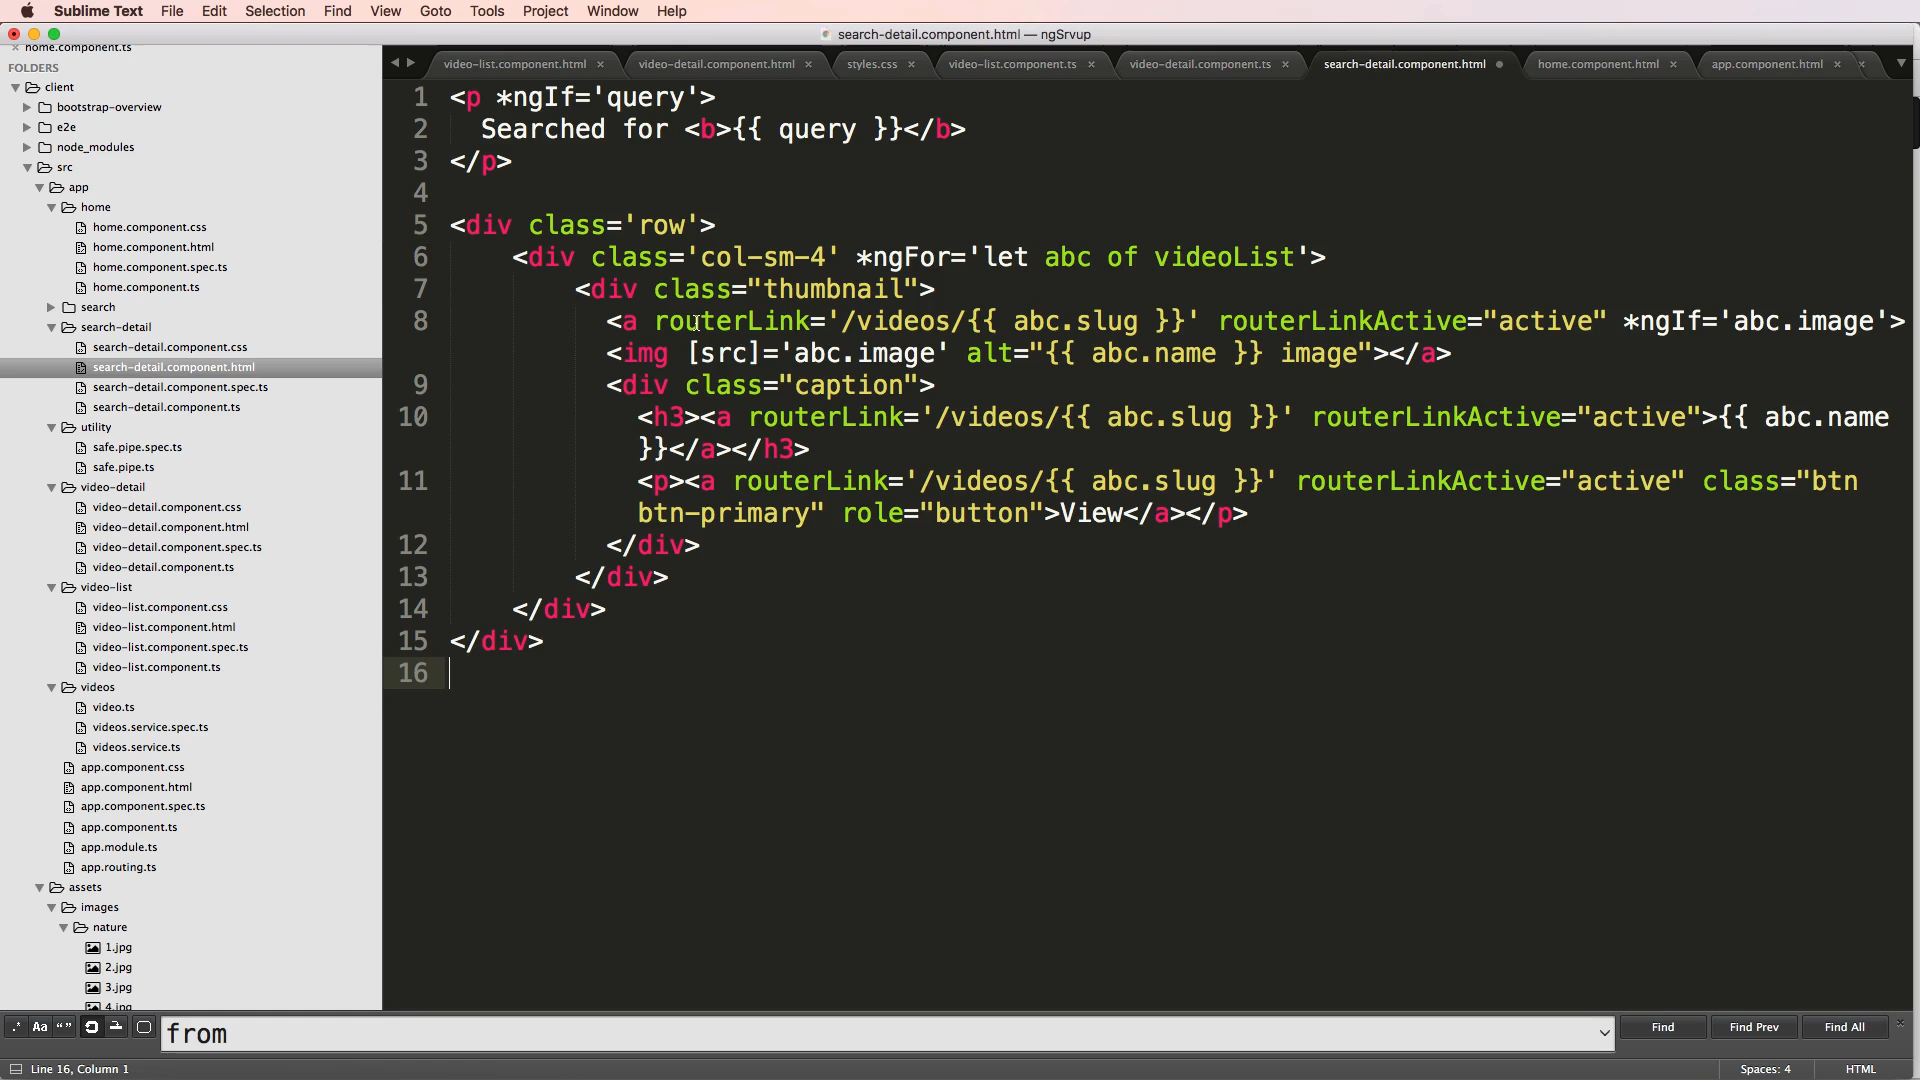 Sublime Text File Edit Selection Find View Goto Tools Project Window Help
search-detail.component.html — ngSrvup
home.component.ts
FOLDERS
client
bootstrap-overview
e2e
node_modules
src
app
home
home.component.css
home.component.html
home.component.spec.ts
home.component.ts
search
search-detail
search-detail.component.css
search-detail.component.html
search-detail.component.spec.ts
search-detail.component.ts
utility
safe.pipe.spec.ts
safe.pipe.ts
video-detail
video-detail.component.css
video-detail.component.html
video-detail.component.spec.ts
video-detail.component.ts
video-list
video-list.component.css
video-list.component.html
video-list.component.spec.ts
video-list.component.ts
videos
video.ts
videos.service.spec.ts
videos.service.ts
app.component.css
app.component.html
app.component.spec.ts
app.component.ts
app.module.ts
app.routing.ts
assets
images
nature
1.jpg
2.jpg
3.jpg
4.jpg
video-list.component.html video-detail.component.html styles.css video-list.component.ts video-detail.component.ts search-detail.component.html home.component.html app.component.html
1 <p *ngIf='query'>
2 Searched for <b>{{ query }}</b>
3 </p>
4
5 <div class='row'>
6 <div class='col-sm-4' *ngFor='let abc of videoList'>
7 <div class="thumbnail">
8 <a routerLink='/videos/{{ abc.slug }}' routerLinkActive="active" *ngIf='abc.image'>
<img [src]='abc.image' alt="{{ abc.name }} image"></a>
9 <div class="caption">
10 <h3><a routerLink='/videos/{{ abc.slug }}' routerLinkActive="active">{{ abc.name
}}</a></h3>
11 <p><a routerLink='/videos/{{ abc.slug }}' routerLinkActive="active" class="btn
btn-primary" role="button">View</a></p>
12 </div>
13 </div>
14 </div>
15 </div>
16
.* Aa “” from Find Find Prev Find All
Line 16, Column 1 Spaces: 4 HTML